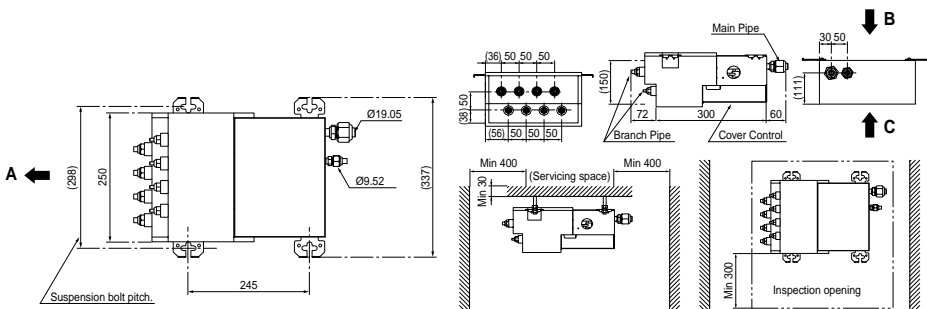 A
(298)
250
Ø19.05
Ø9.52
(337)
245
Suspension bolt pitch.
(36) 50 50 50
(38)50
(56) 50 50 50
Main Pipe
(150)
72
300
60
Branch Pipe
Cover Control
B
30 50
(111)
C
Min 400
(Servicing space)
Min 400
Min 30
Min 300
Inspection opening